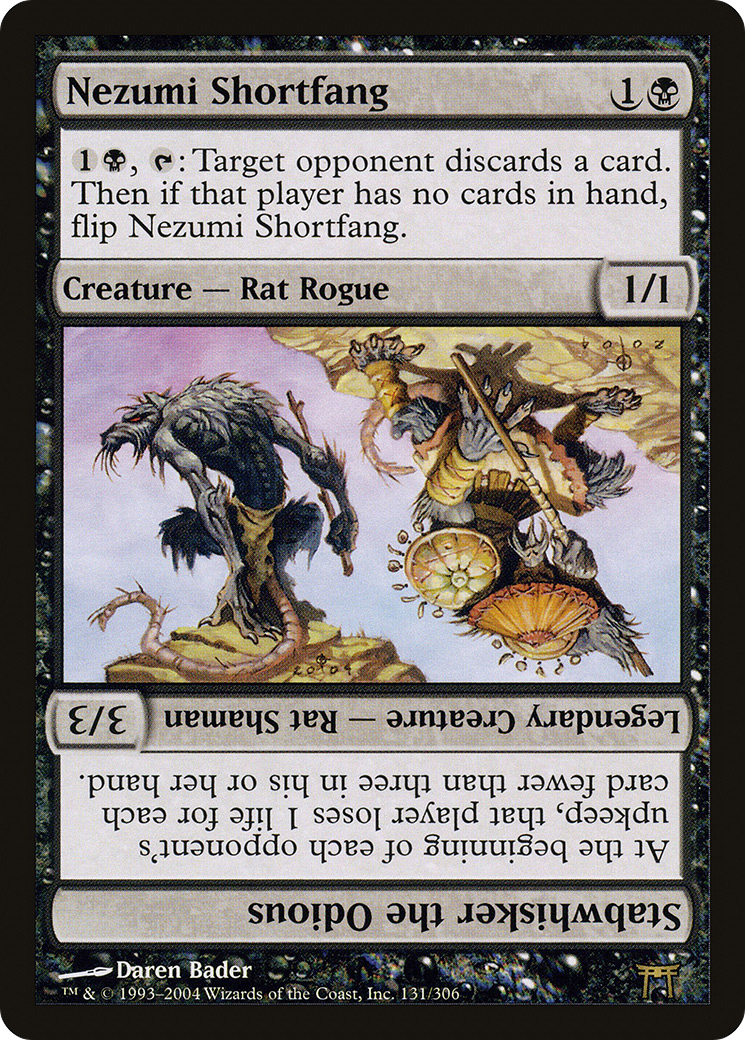 Nezumi Shortfang 1
1, : Target opponent discards a card.
Then if that player has no cards in hand,
flip Nezumi Shortfang.
Creature — Rat Rogue 1/1
2004
2004
Stabwhisker the Odious
At the beginning of each opponent's
upkeep, that player loses 1 life for each
card fewer than three in his or her hand.
Legendary Creature — Rat Shaman 3/3
Daren Bader
™ & © 1993–2004 Wizards of the Coast, Inc. 131/306